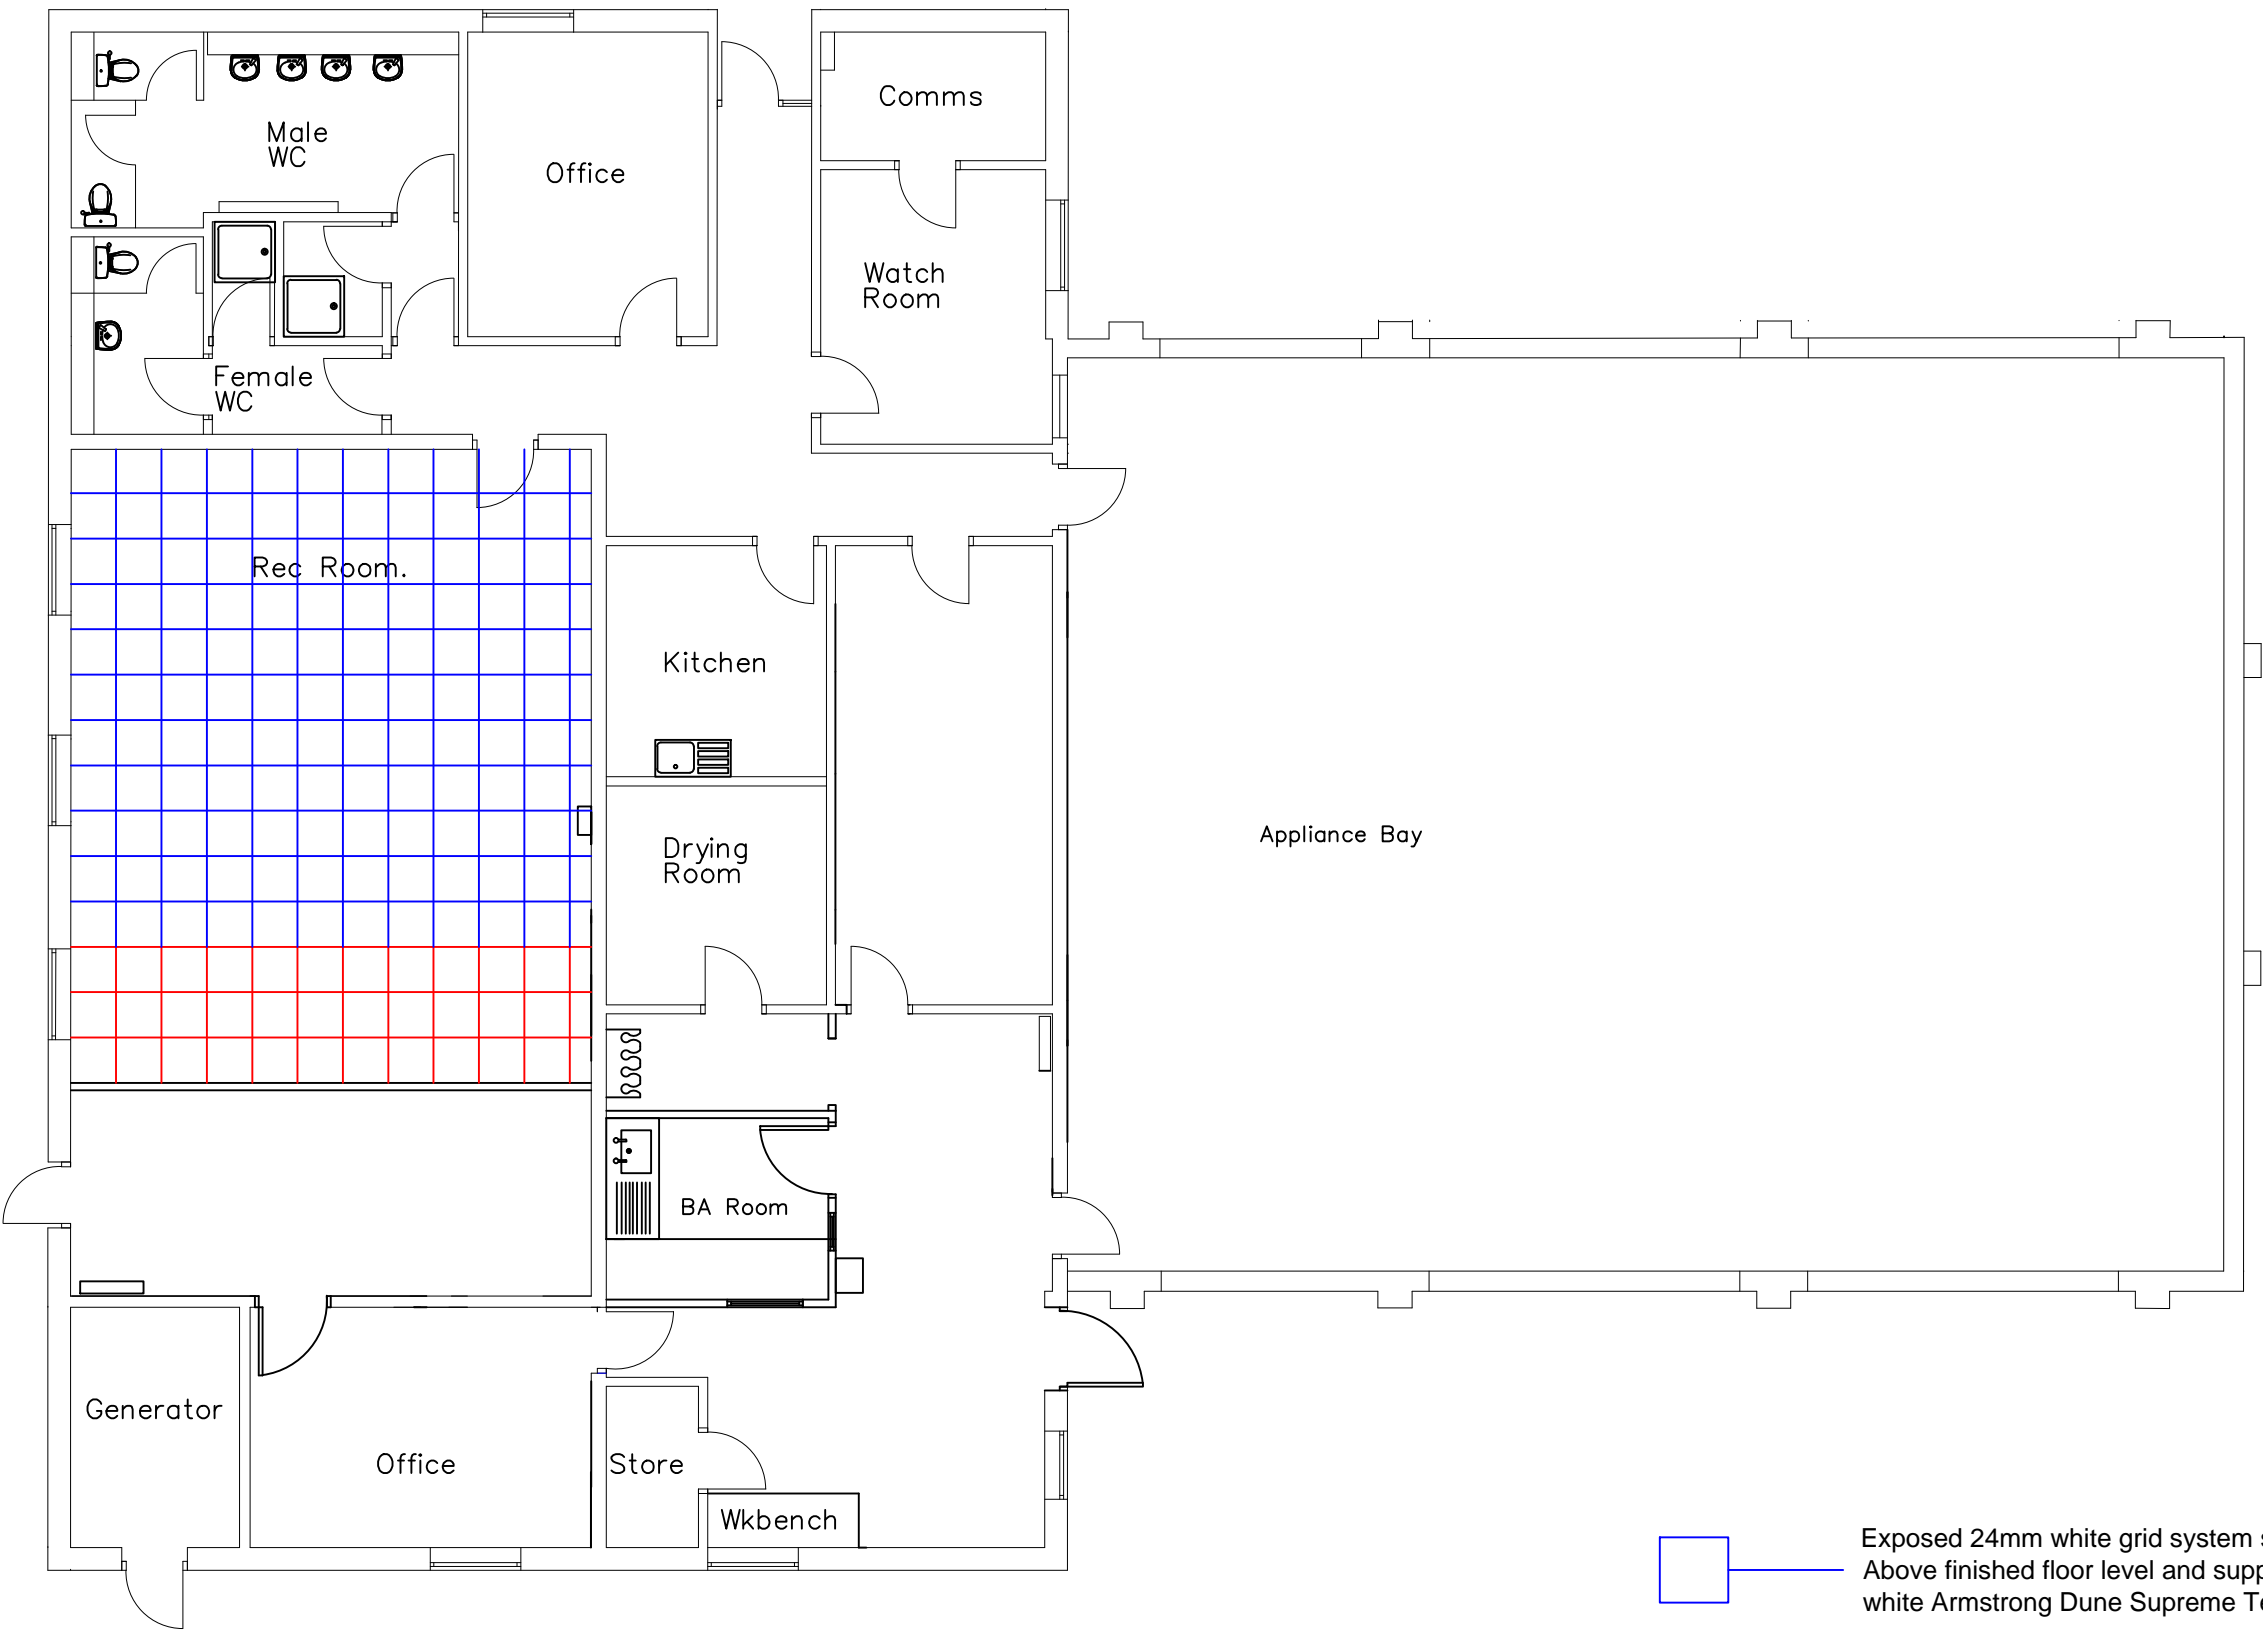 Comms
Male
WC
Office
Watch
Room
Female
WC
Rec Room.
Kitchen
Appliance Bay
Drying
Room
BA Room
Generator
Office
Store
Wkbench
Exposed 24mm white grid system
Above finished floor level and
white Armstrong Dune Supreme